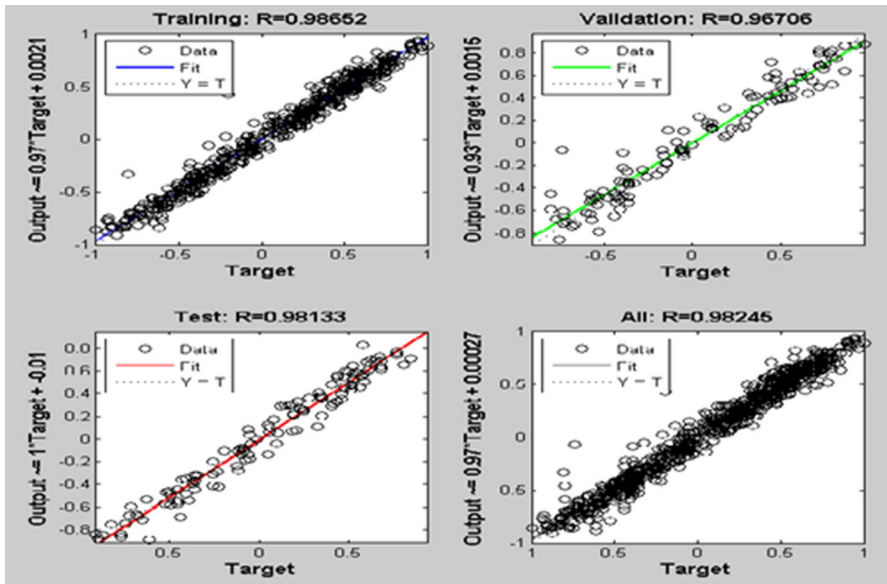 Training: R=0.98652
Output ~= 0.97*Target + 0.0021
1
0.5
0
-0.5
-1
Data
Fit
Y = T
-1
-0.5
0
0.5
1
Target
Validation: R=0.96706
Output ~= 0.93*Target + 0.0015
0.8
0.6
0.4
0.2
0
-0.2
-0.4
-0.6
-0.8
Data
Fit
Y = T
-0.5
0
0.5
Target
Test: R=0.98133
Output ~= 1*Target + -0.01
0.4
0.2
0
-0.2
-0.4
-0.6
-0.8
Data
Fit
Y = T
0.5
0
0.5
Target
All: R=0.98245
Output ~= 0.97*Target + 0.00027
1
0.5
0
0.5
-1
Data
Fit
Y = T
1
0.5
0
0.5
1
Target